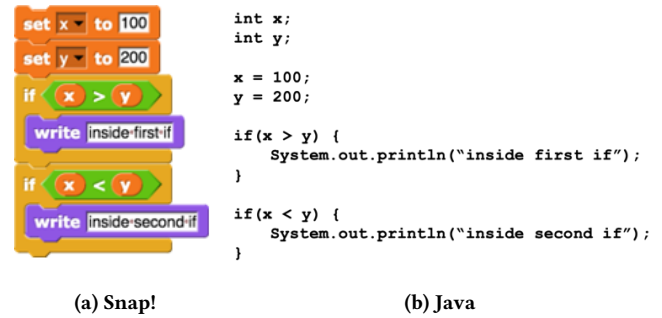 set x to 100
set y to 200
if x > y
write inside first if
if x < y
write inside second if
(a) Snap!
int x;
int y;
x = 100;
y = 200;
if(x > y) {
System.out.println(“inside first if”);
}
if(x < y) {
System.out.println(“inside second if”);
}
(b) Java